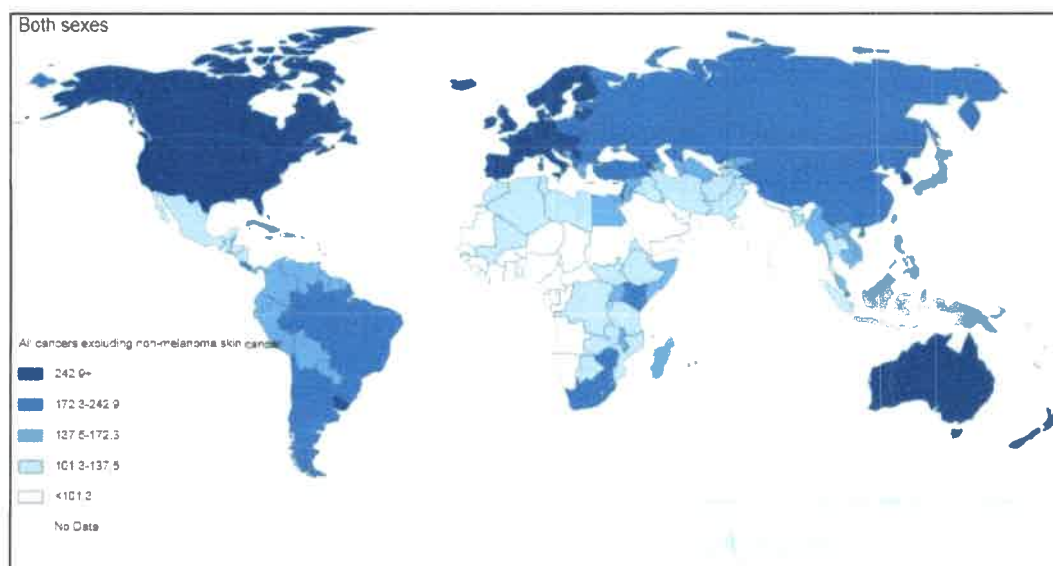 Both sexes
All cancers excluding non-melanoma skin cancer
242.9+
172.3-242.9
137.5-172.3
101.3-137.5
<101.3
No Data